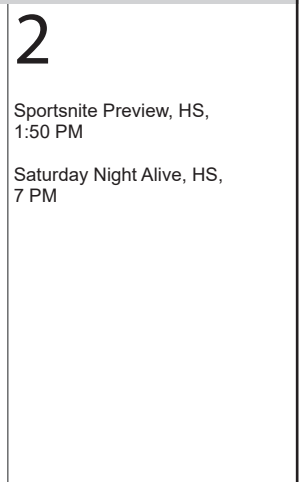 2
Sportsnite Preview, HS,
1:50 PM
Saturday Night Alive, HS,
7 PM